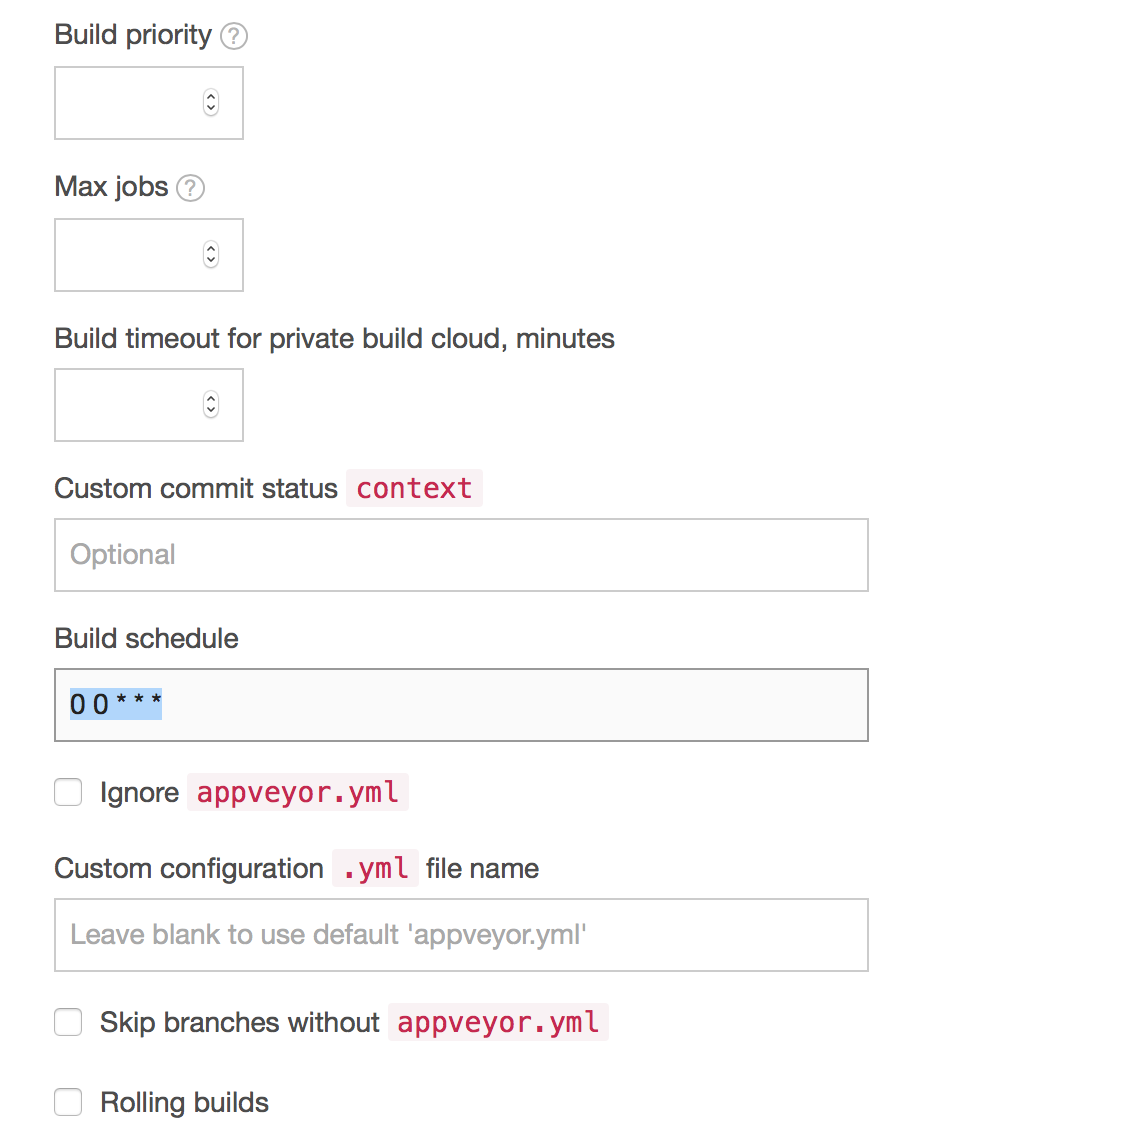 Build priority ?
Max jobs ?
Build timeout for private build cloud, minutes
Custom commit status context
Optional
Build schedule
0 0 * * *
Ignore appveyor.yml
Custom configuration .yml file name
Leave blank to use default 'appveyor.yml'
Skip branches without appveyor.yml
Rolling builds